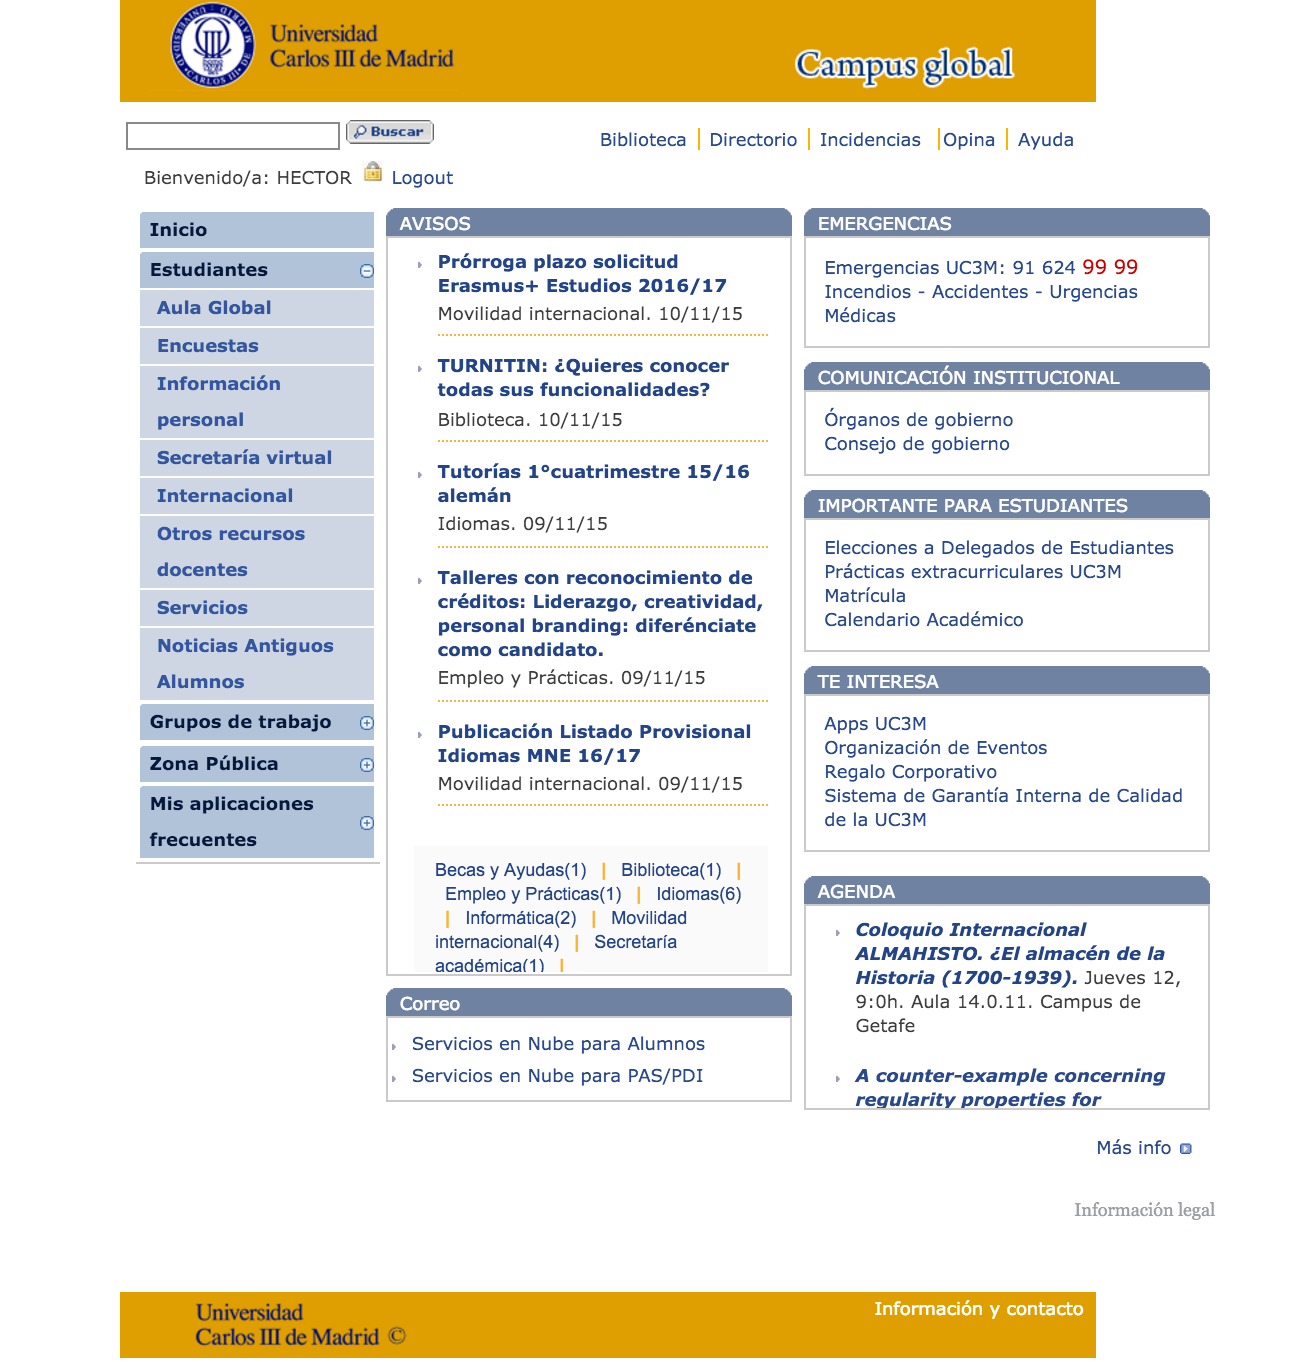 Universidad
Carlos III de Madrid
Campus global
Buscar
Biblioteca | Directorio | Incidencias | Opina | Ayuda
Bienvenido/a: HECTOR Logout
Inicio
Estudiantes
Aula Global
Encuestas
Información
personal
Secretaría virtual
Internacional
Otros recursos
docentes
Servicios
Noticias Antiguos
Alumnos
Grupos de trabajo
Zona Pública
Mis aplicaciones
frecuentes
AVISOS
Prórroga plazo solicitud
Erasmus+ Estudios 2016/17
Movilidad internacional. 10/11/15
TURNITIN: ¿Quieres conocer
todas sus funcionalidades?
Biblioteca. 10/11/15
Tutorías 1°cuatrimestre 15/16
alemán
Idiomas. 09/11/15
Talleres con reconocimiento de
créditos: Liderazgo, creatividad,
personal branding: diferénciate
como candidato.
Empleo y Prácticas. 09/11/15
Publicación Listado Provisional
Idiomas MNE 16/17
Movilidad internacional. 09/11/15
Becas y Ayudas(1) | Biblioteca(1) |
Empleo y Prácticas(1) | Idiomas(6)
| Informática(2) | Movilidad
internacional(4) | Secretaría
académica(1) |
Correo
Servicios en Nube para Alumnos
Servicios en Nube para PAS/PDI
EMERGENCIAS
Emergencias UC3M: 91 624 99 99
Incendios - Accidentes - Urgencias
Médicas
COMUNICACIÓN INSTITUCIONAL
Órganos de gobierno
Consejo de gobierno
IMPORTANTE PARA ESTUDIANTES
Elecciones a Delegados de Estudiantes
Prácticas extracurriculares UC3M
Matrícula
Calendario Académico
TE INTERESA
Apps UC3M
Organización de Eventos
Regalo Corporativo
Sistema de Garantía Interna de Calidad
de la UC3M
AGENDA
Coloquio Internacional
ALMAHISTO. ¿El almacén de la
Historia (1700-1939). Jueves 12,
9:0h. Aula 14.0.11. Campus de
Getafe
A counter-example concerning
regularity properties for
Más info
Información legal
Universidad
Carlos III de Madrid ©
Información y contacto